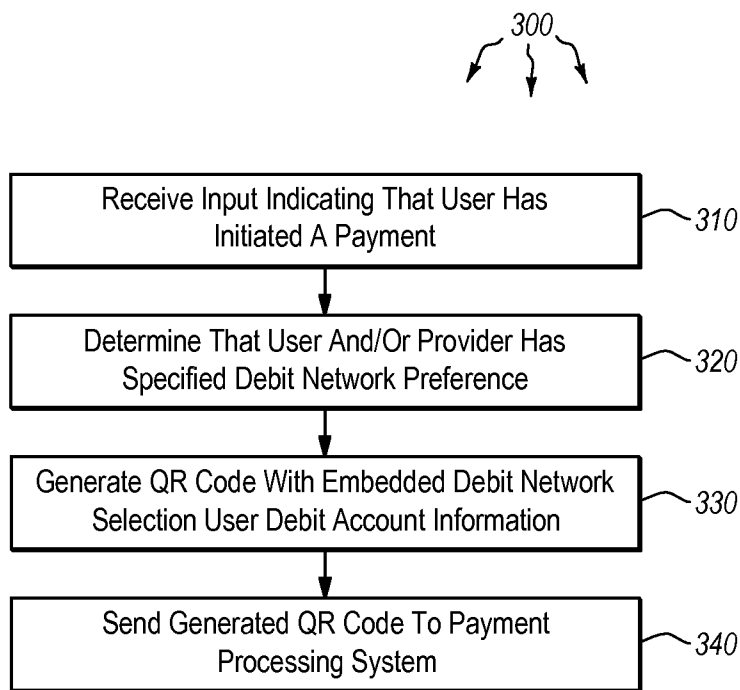 300
Receive Input Indicating That User Has
Initiated A Payment
310
Determine That User And/Or Provider Has
Specified Debit Network Preference
320
Generate QR Code With Embedded Debit Network
Selection User Debit Account Information
330
Send Generated QR Code To Payment
Processing System
340